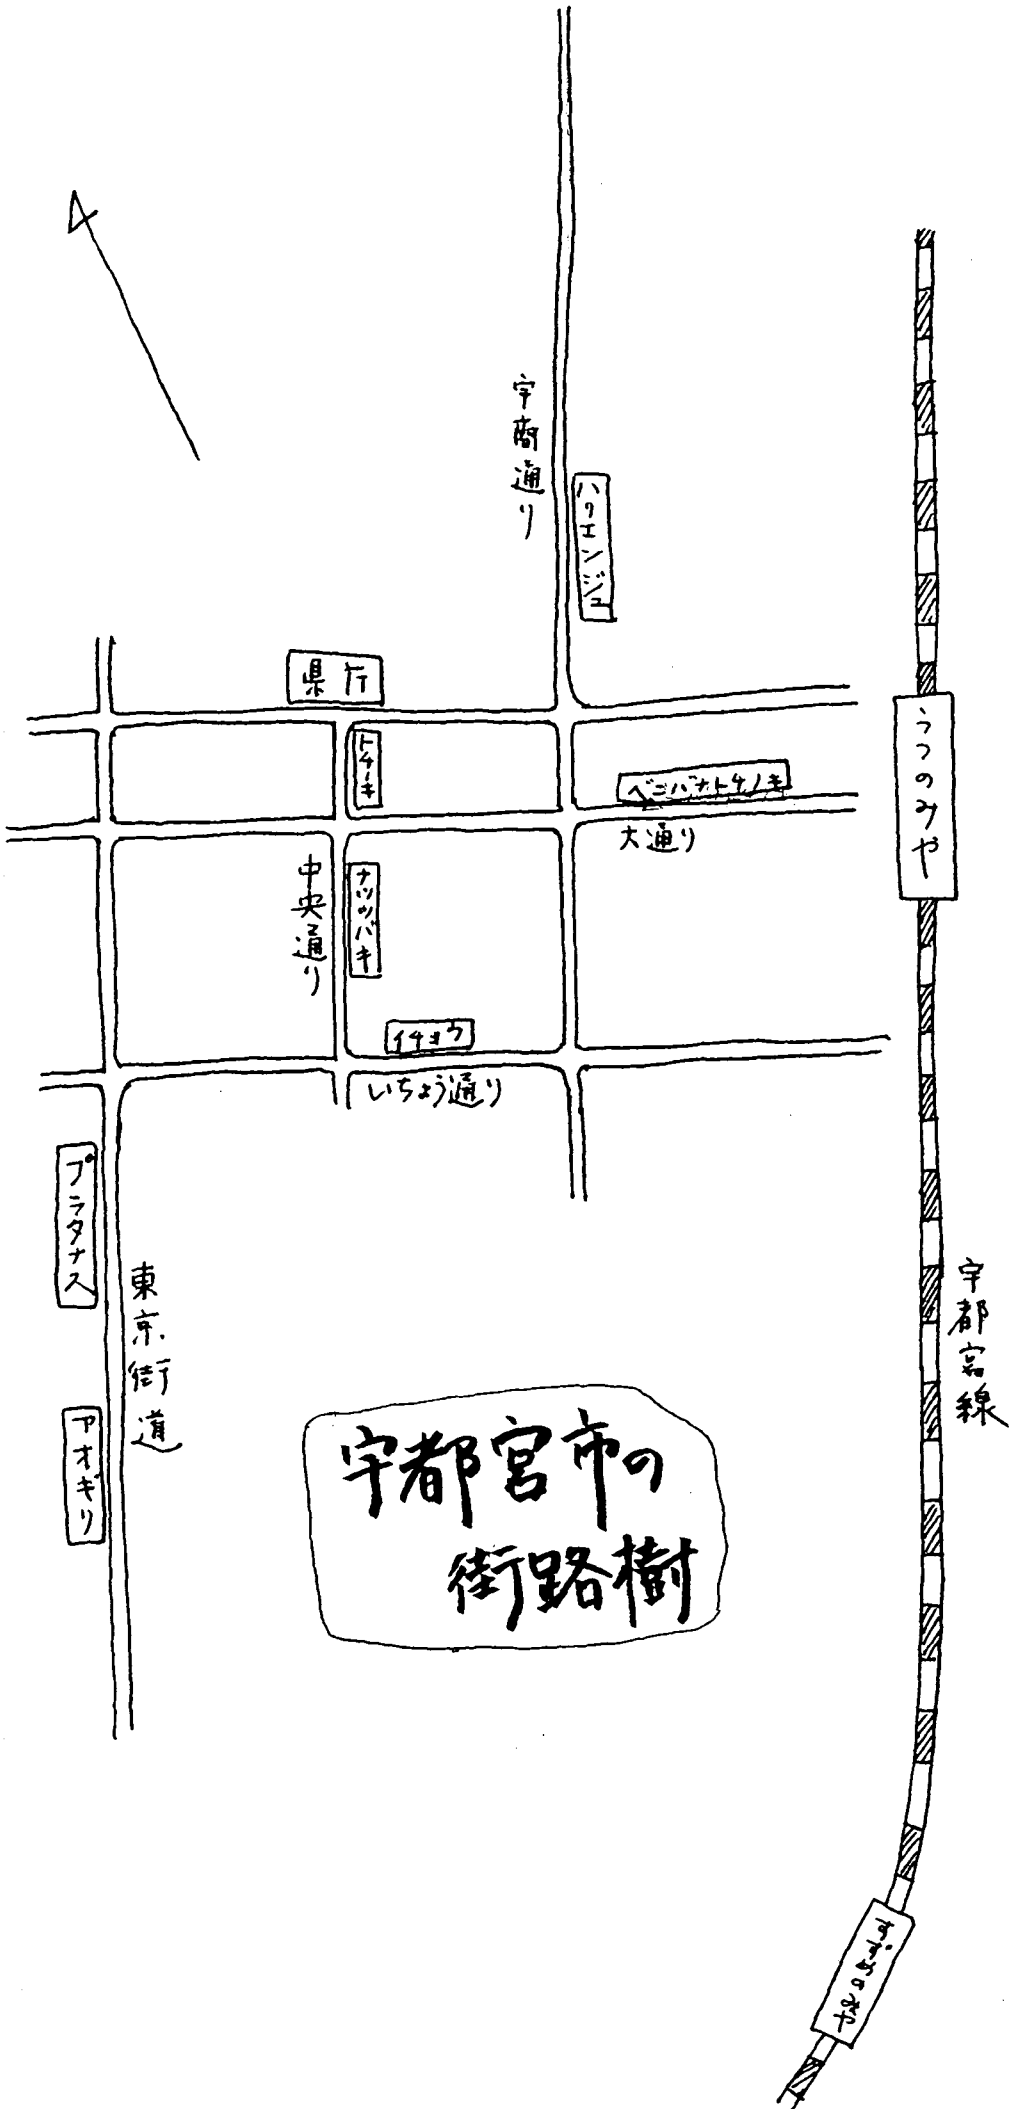 宇商通り
ハリエンジュ
県庁
トチノキ
ベニバナトチノキ
大通り
うつのみや
中央通り
ナツツバキ
イチョウ
いちょう通り
プラタナス
東京街道
アオギリ
宇都宮線
宇都宮市の
街路樹
すずめのみや